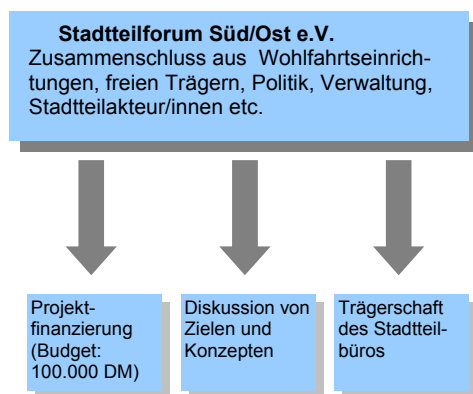 Stadtteilforum Süd/Ost e.V.
Zusammenschluss aus Wohlfahrtseinrich-
tungen, freien Trägern, Politik, Verwaltung,
Stadtteilakteur/innen etc.
Projekt-
finanzierung
(Budget:
100.000 DM)
Diskussion von
Zielen und
Konzepten
Trägerschaft
des Stadtteil-
büros